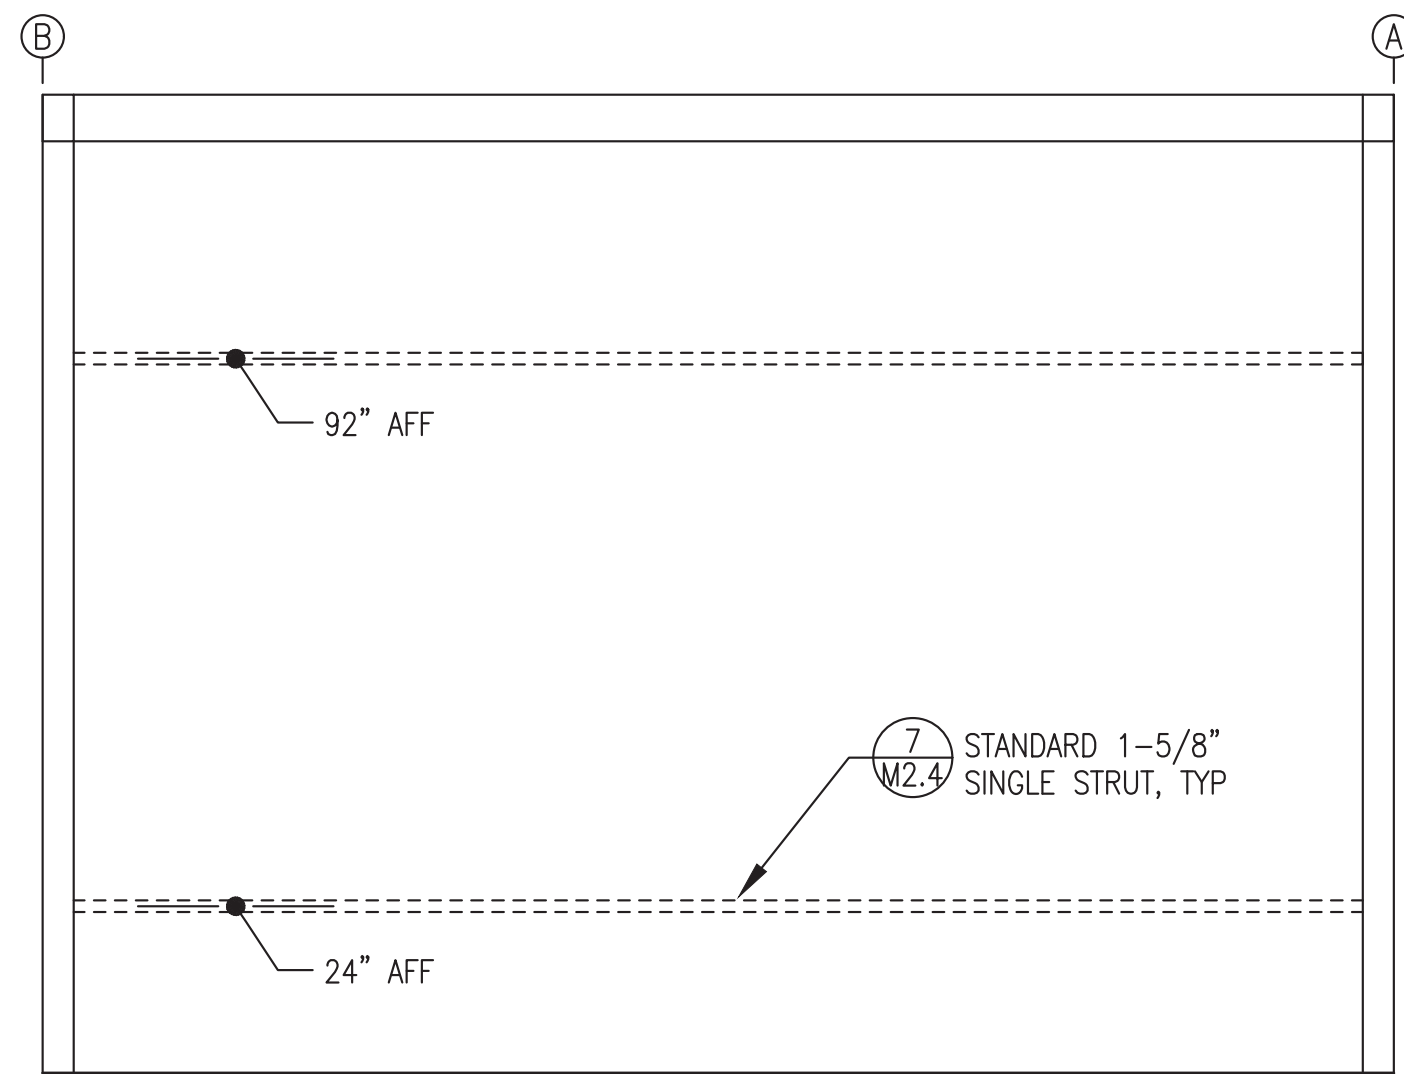 B
A
92” AFF
7
M2.4
STANDARD 1-5/8”
SINGLE STRUT, TYP
24” AFF